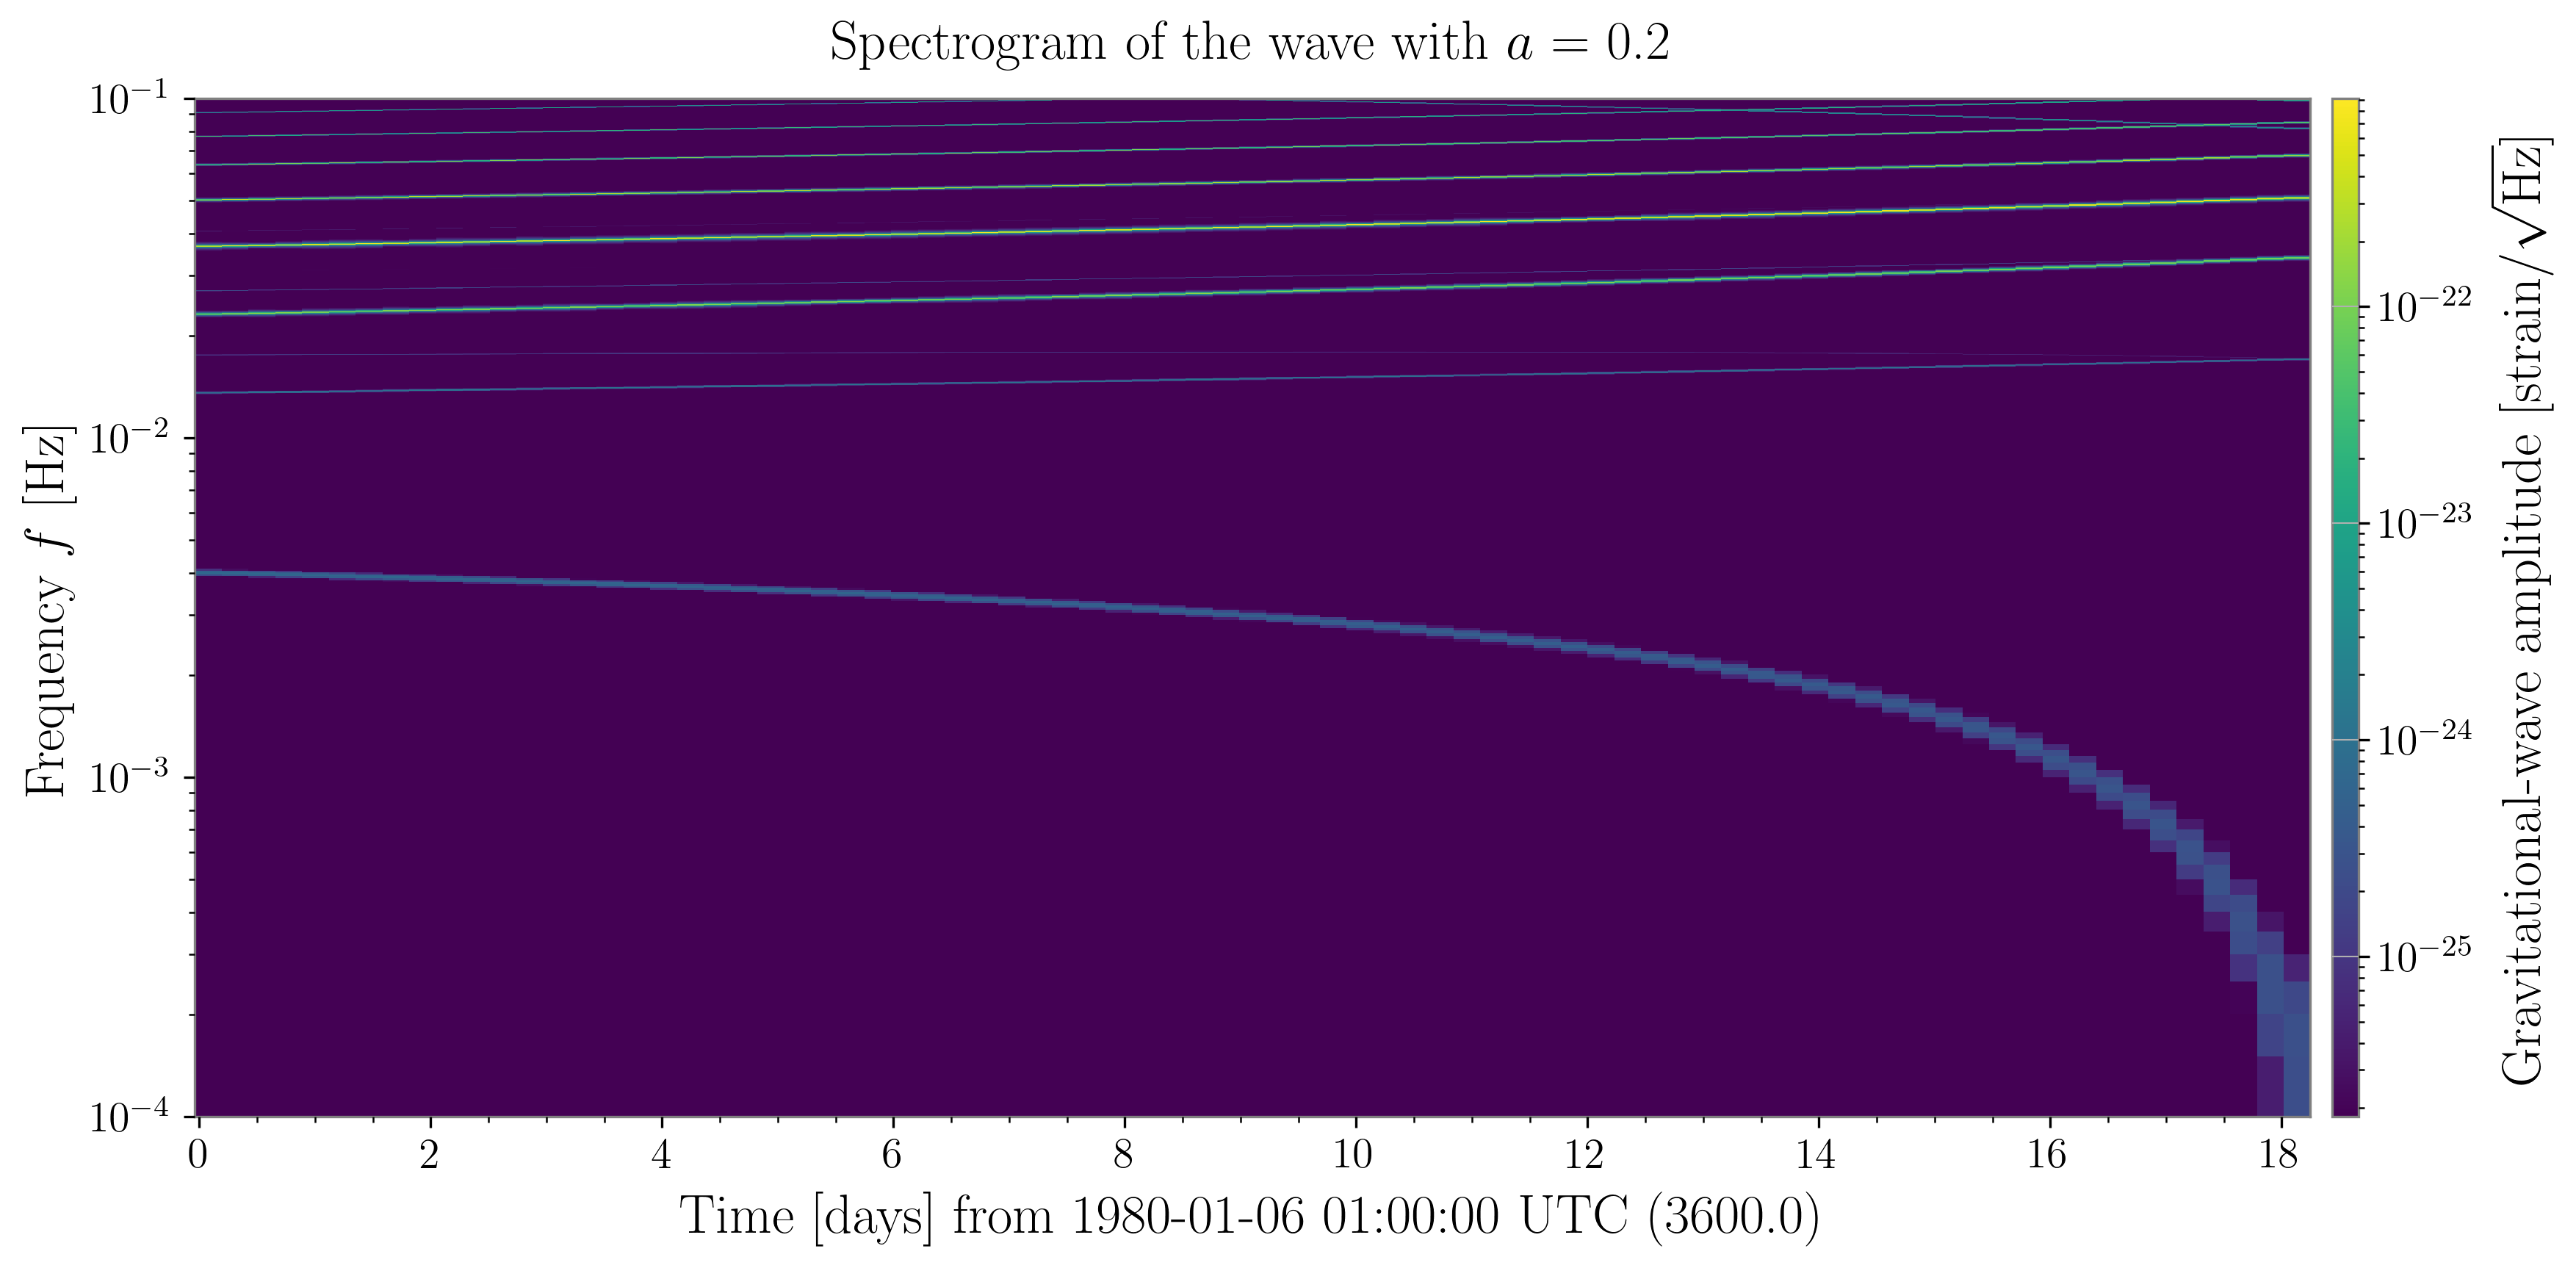 Spectrogram of the wave with a = 0.2
10⁻¹
10⁻²
10⁻³
10⁻⁴
Frequency f [Hz]
0 2 4 6 8 10 12 14 16 18
Time [days] from 1980-01-06 01:00:00 UTC (3600.0)
10⁻²²
10⁻²³
10⁻²⁴
10⁻²⁵
Gravitational-wave amplitude [strain/√Hz]